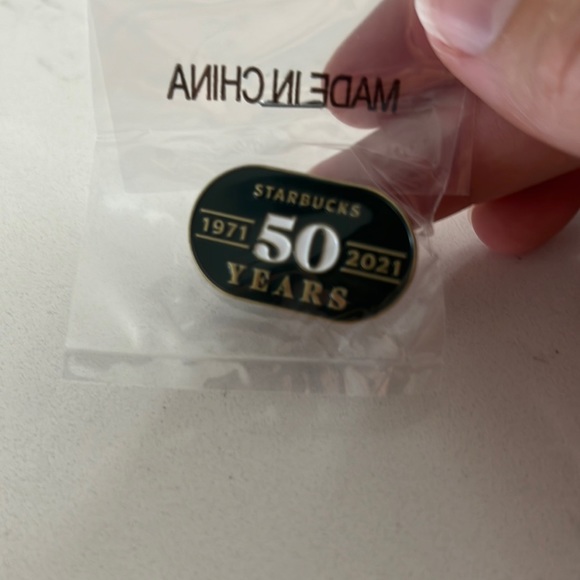 MADE IN CHINA
STARBUCKS
1971 50 2021
YEARS